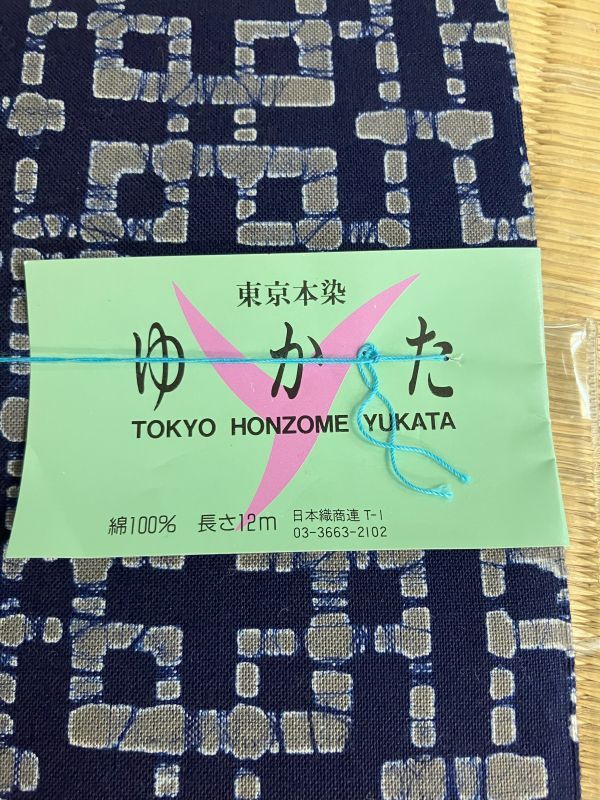 東京本染
ゆかた
TOKYO HONZOME YUKATA
綿100% 長さ12m 日本織商連 T-1
03-3663-2102